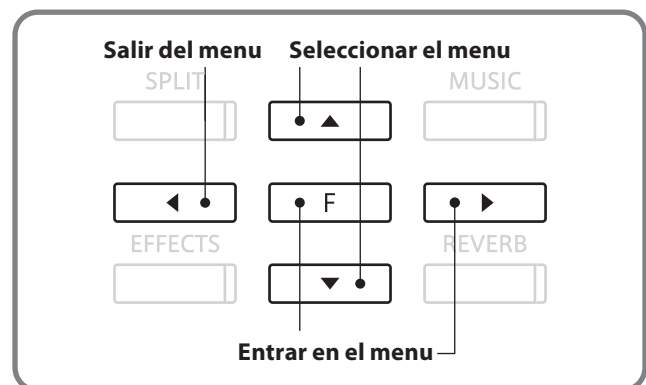 Salir del menu Seleccionar el menu
SPLIT MUSIC
F
EFFECTS REVERB
Entrar en el menu